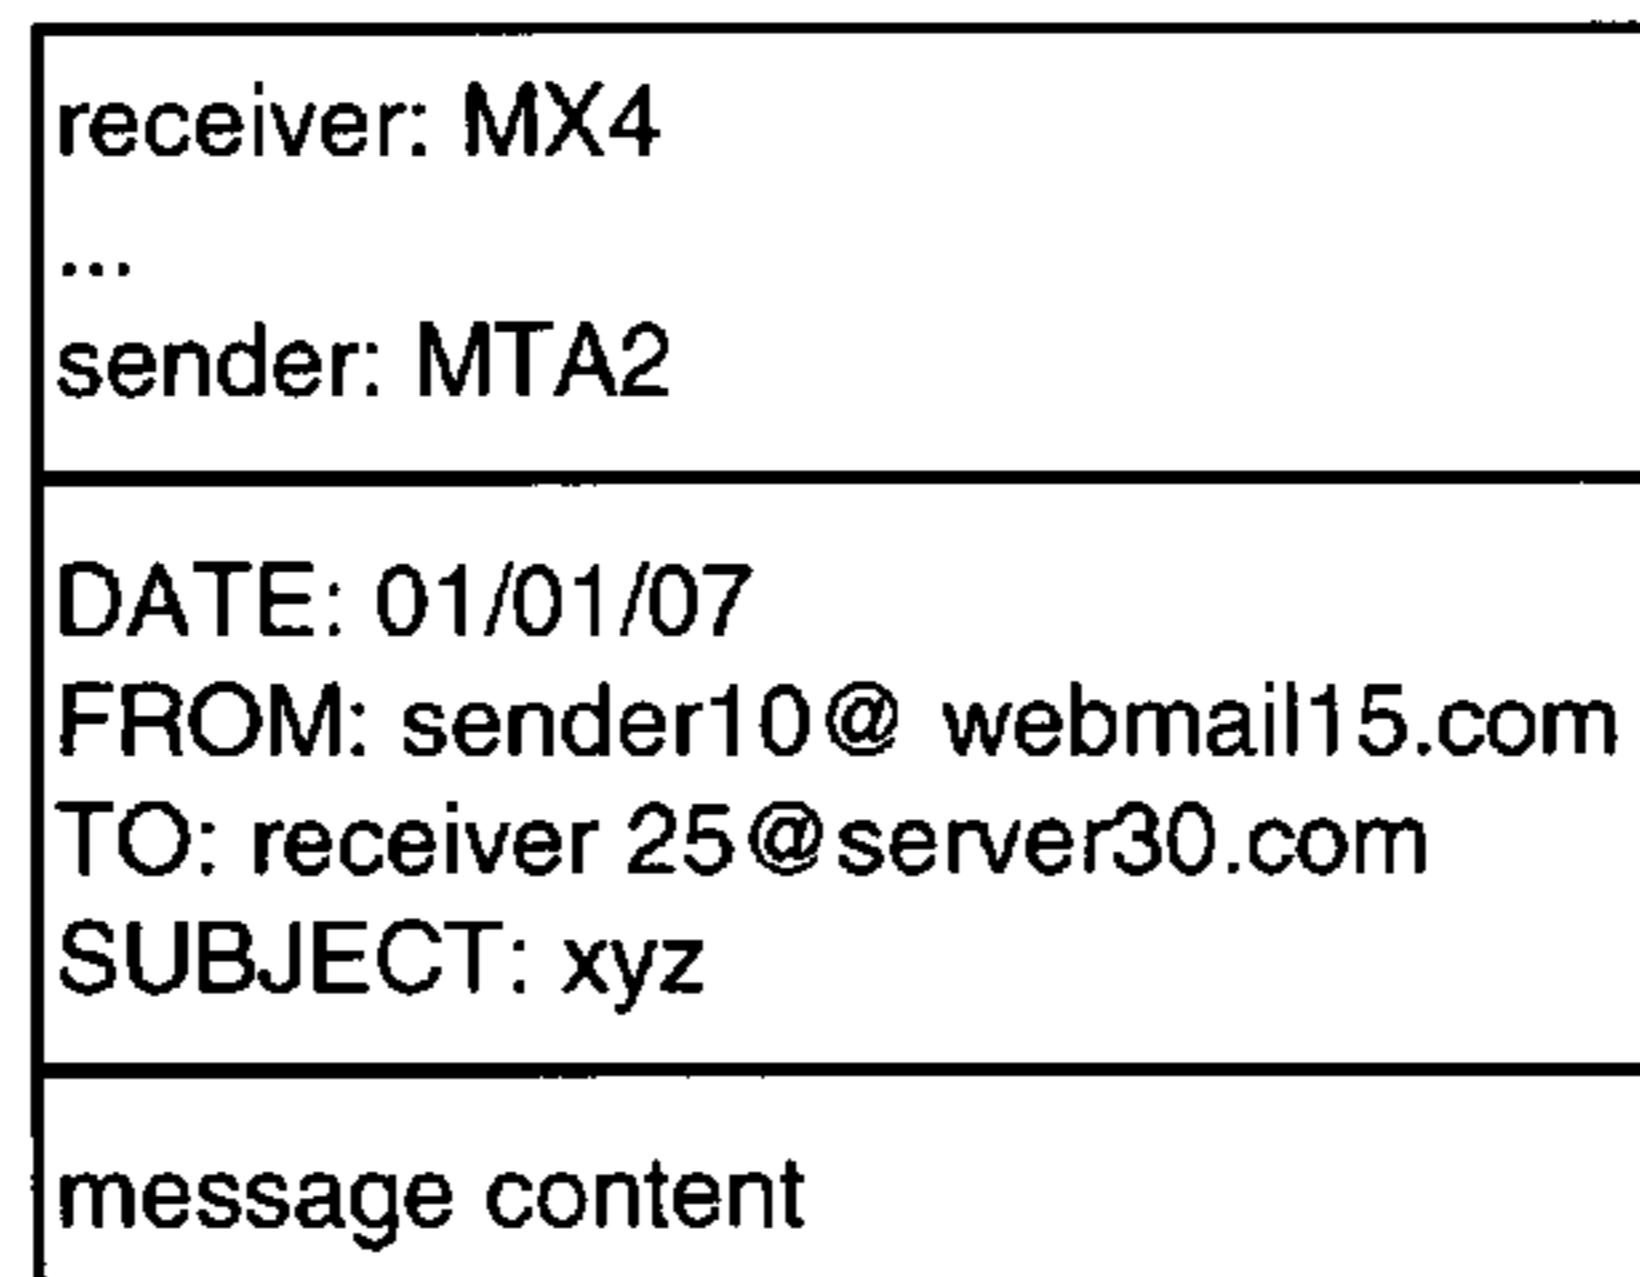 receiver: MX4
...
sender: MTA2
DATE: 01/01/07
FROM: sender10@ webmail15.com
TO: receiver 25@server30.com
SUBJECT: xyz
message content